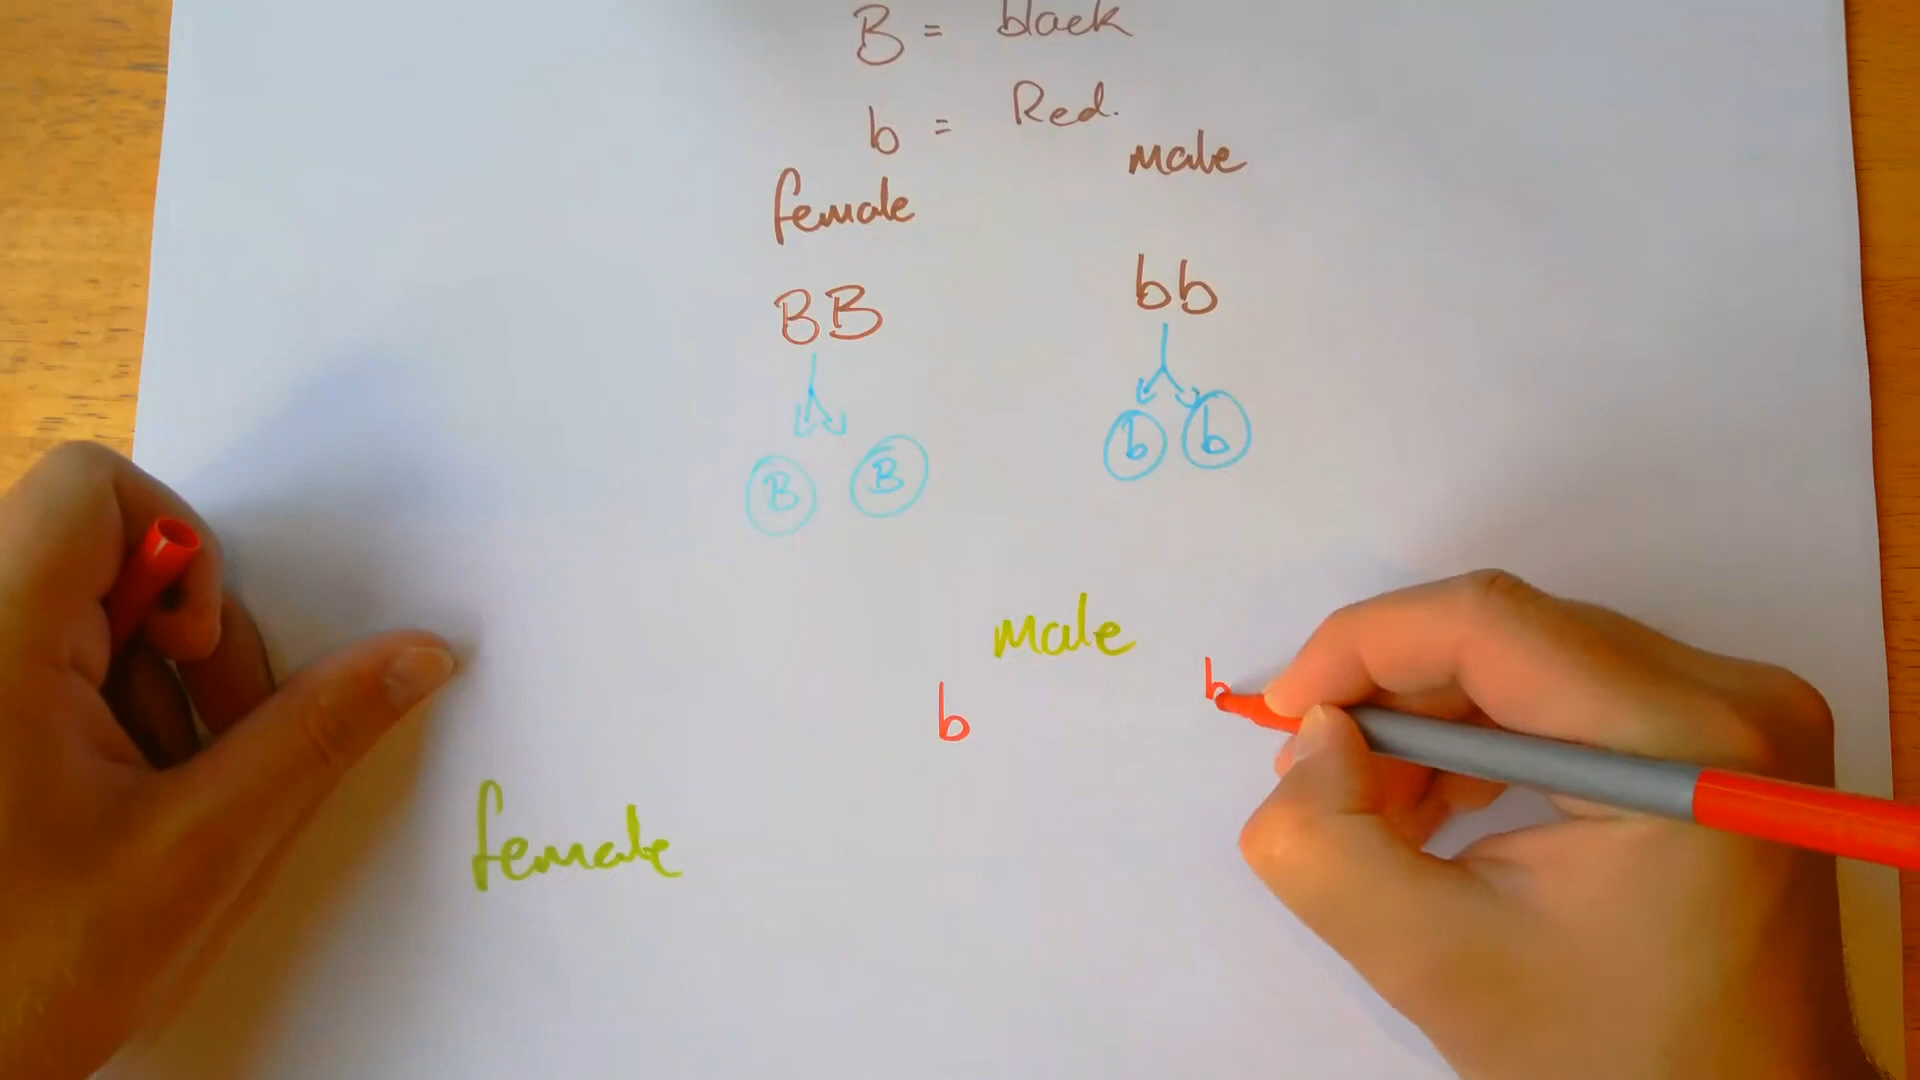 B = black
b = Red.
female male
BB bb
B B b b
male
b b
female